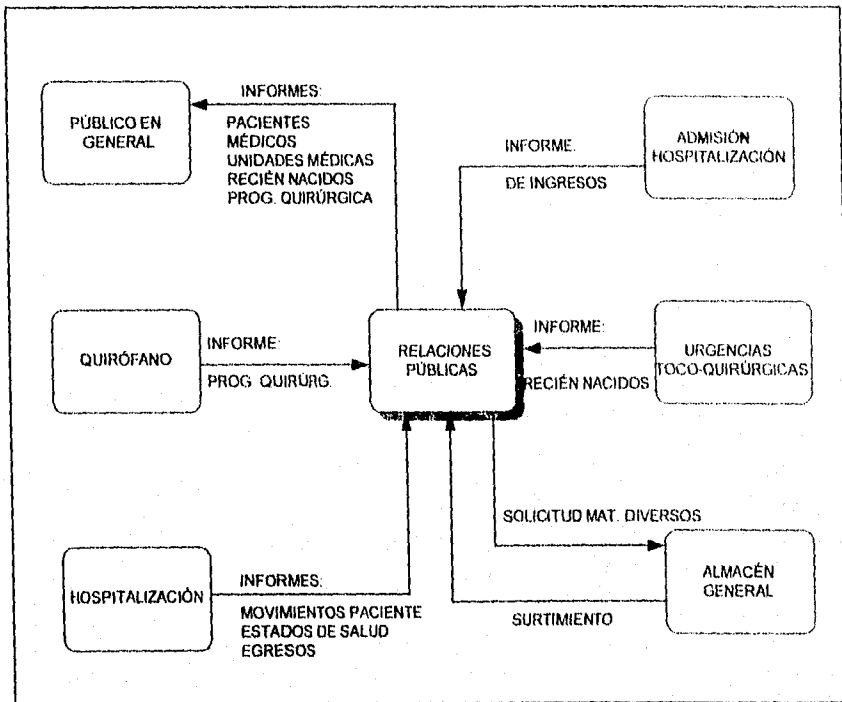 PÚBLICO EN
GENERAL
INFORMES:
PACIENTES
MÉDICOS
UNIDADES MÉDICAS
RECIÉN NACIDOS
PROG. QUIRÚRGICA
INFORME.
DE INGRESOS
ADMISIÓN
HOSPITALIZACIÓN
QUIRÓFANO
INFORME:
PROG QUIRÚRG.
RELACIONES
PÚBLICAS
INFORME:
RECIÉN NACIDOS
URGENCIAS
TOCO-QUIRÚRGICAS
HOSPITALIZACIÓN
INFORMES:
MOVIMIENTOS PACIENTE
ESTADOS DE SALUD
EGRESOS
SOLICITUD MAT. DIVERSOS
SURTIMIENTO
ALMACÉN
GENERAL